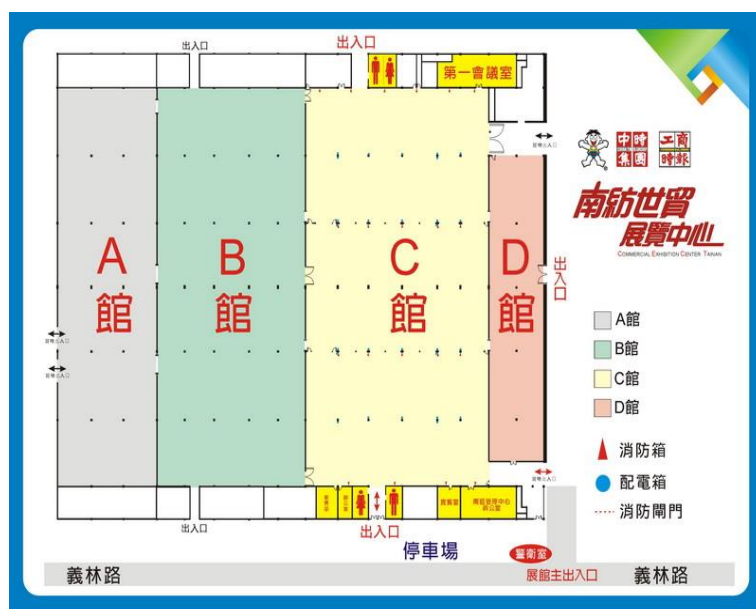 出入口
出入口
第一會議室
中時
集團
工商
時報
南紡世貿
展覽中心
COMMERCIAL EXHIBITION CENTER TAINAN
A
館
B
館
C
館
D
館
出入口
A館
B館
C館
D館
消防箱
配電箱
消防閘門
出入口
出入口
停車場
警衛室
義林路
展館主出入口
義林路